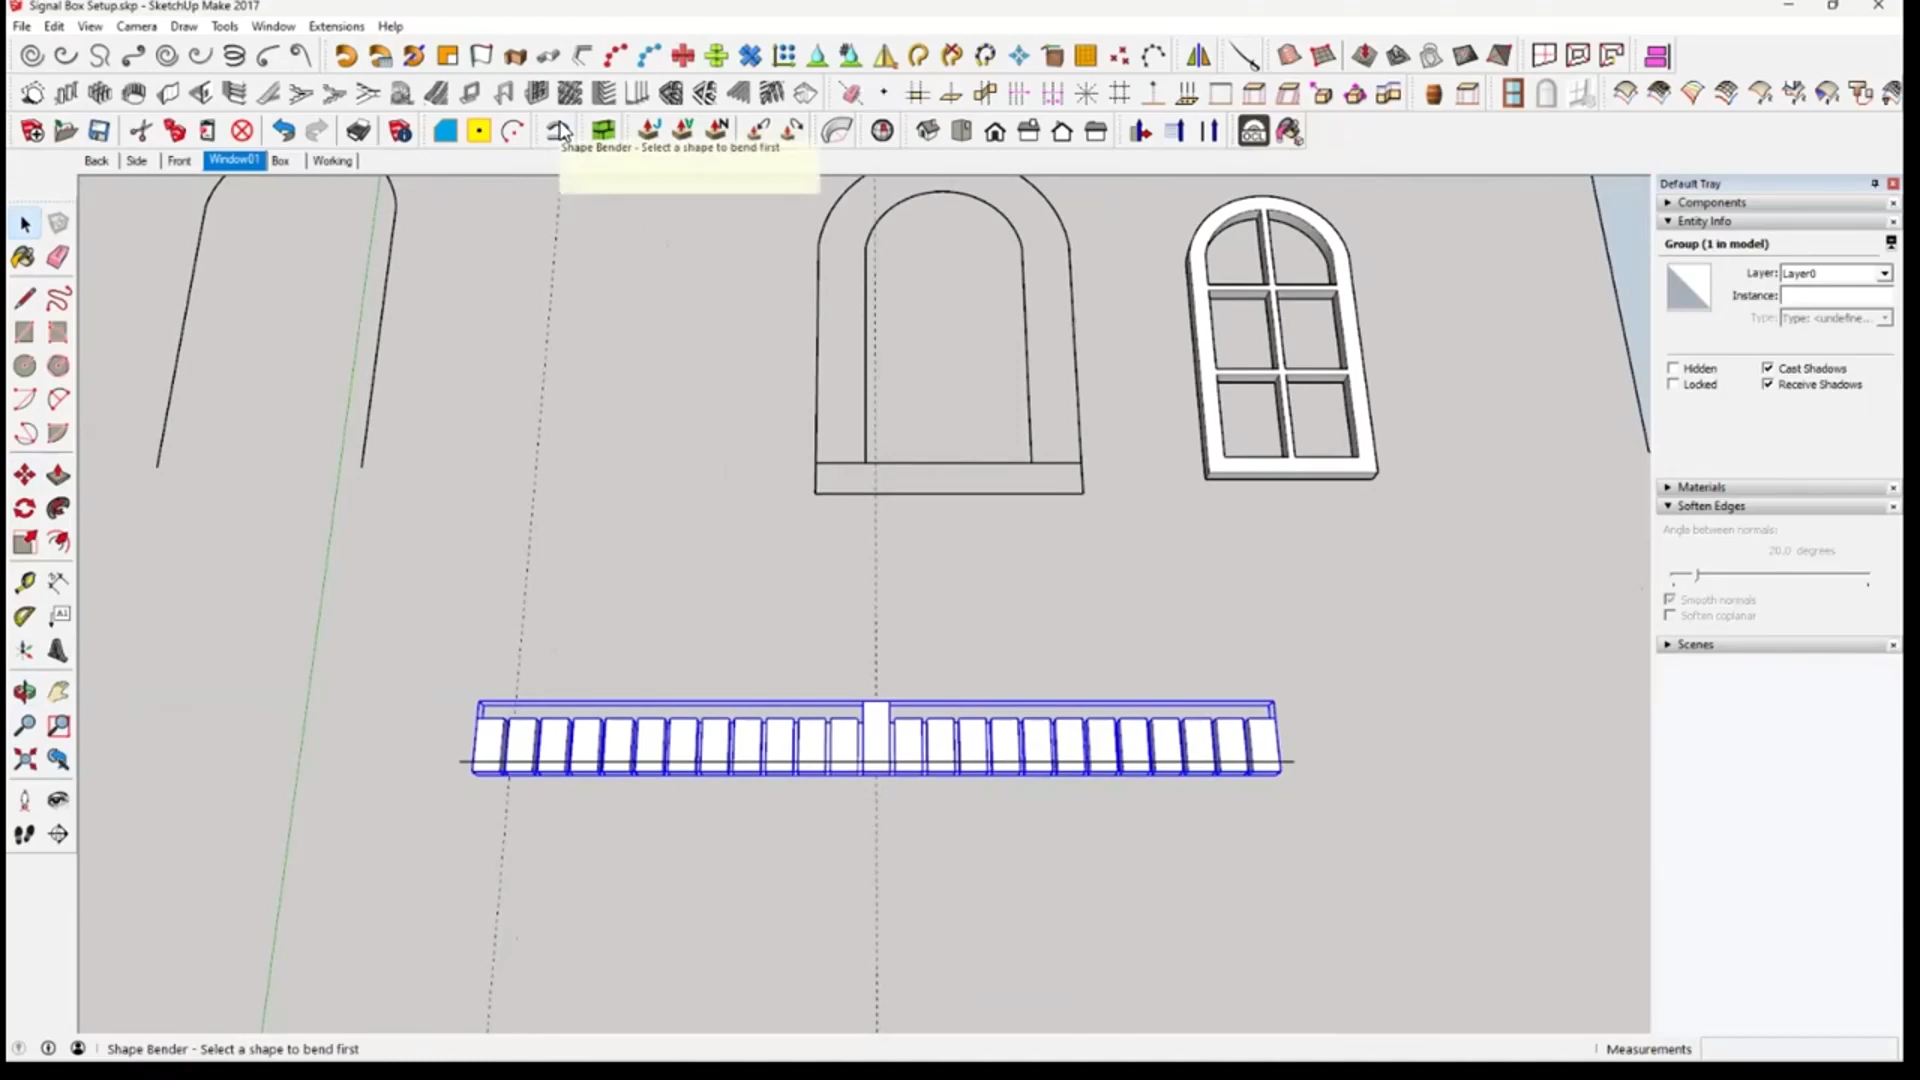 Signal Box Setup.skp - SketchUp Make 2017
File Edit View Camera Draw Tools Window Extensions Help
Shape Bender - Select a shape to bend first
Back Side Front Window01 Box Working
Default Tray
Components
Entity Info
Group (1 in model)
Layer: Layer0
Instance:
Type: Type: <undefine...
Hidden Cast Shadows
Locked Receive Shadows
Materials
Soften Edges
Angle between normals:
20.0 degrees
Smooth normals
Soften coplanar
Scenes
A1
OCL
Shape Bender - Select a shape to bend first
Measurements